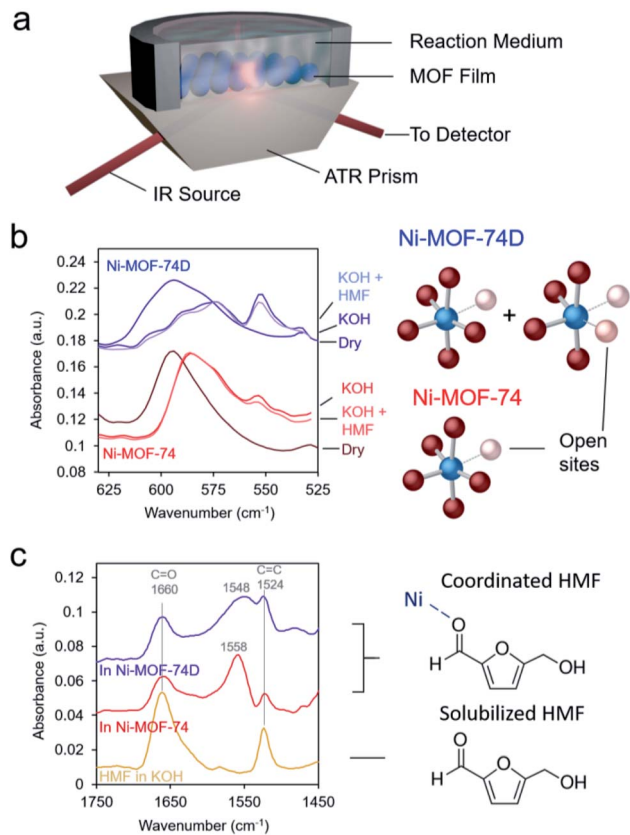 a
Reaction Medium
MOF Film
To Detector
ATR Prism
IR Source
b
Ni-MOF-74D
0.24
0.22
0.2
0.18
0.16
0.14
0.12
0.1
0.08
Absorbance (a.u.)
Ni-MOF-74D
KOH +
HMF
KOH
Dry
KOH
KOH +
HMF
Dry
Ni-MOF-74
625 600 575 550 525
Wavenumber (cm-1)
+
Ni-MOF-74
Open
sites
c
0.12
0.1
0.08
0.06
0.04
0.02
0
Absorbance (a.u.)
C=O
1660
1548
C=C
1524
1558
In Ni-MOF-74D
In Ni-MOF-74
HMF in KOH
1750 1650 1550 1450
Wavenumber (cm-1)
Coordinated HMF
Ni
O
H
O
OH
Solubilized HMF
O
H
O
OH